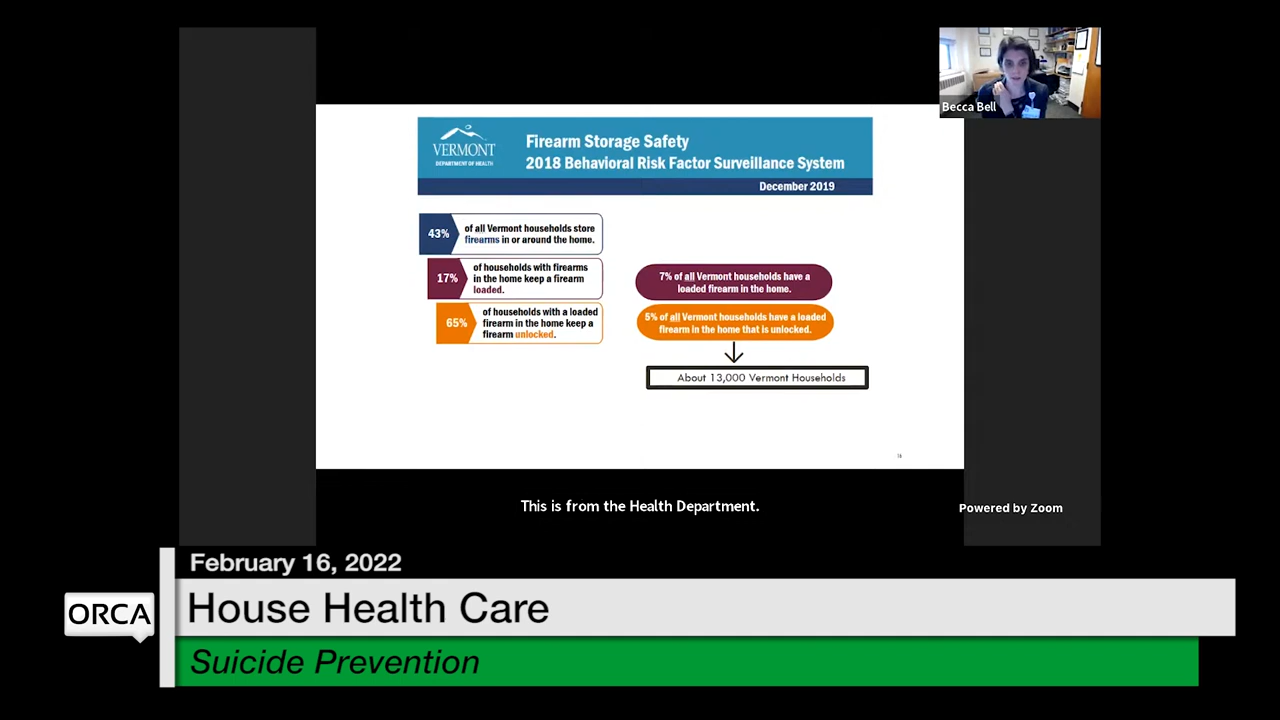 Becca Bell
VERMONT
DEPARTMENT OF HEALTH
Firearm Storage Safety
2018 Behavioral Risk Factor Surveillance System
December 2019
43%
of all Vermont households store
firearms in or around the home.
17%
of households with firearms
in the home keep a firearm
loaded.
65%
of households with a loaded
firearm in the home keep a
firearm unlocked.
7% of all Vermont households have a
loaded firearm in the home.
5% of all Vermont households have a loaded
firearm in the home that is unlocked.
About 13,000 Vermont Households
This is from the Health Department.
Powered by Zoom
February 16, 2022
ORCA
House Health Care
Suicide Prevention